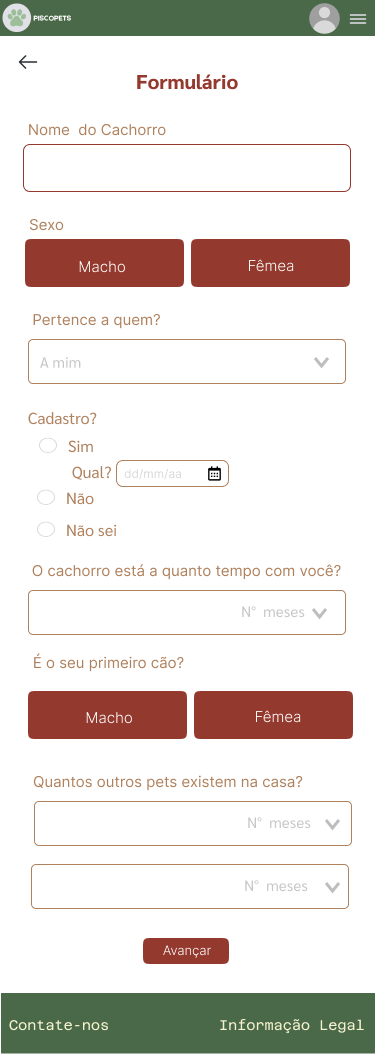 PISCOPETS
Formulário
Nome do Cachorro
Sexo
Macho Fêmea
Pertence a quem?
A mim
Cadastro?
Sim
Qual? dd/mm/aa
Não
Não sei
O cachorro está a quanto tempo com você?
N° meses
É o seu primeiro cão?
Macho Fêmea
Quantos outros pets existem na casa?
N° meses
N° meses
Avançar
Contate-nos Informação Legal